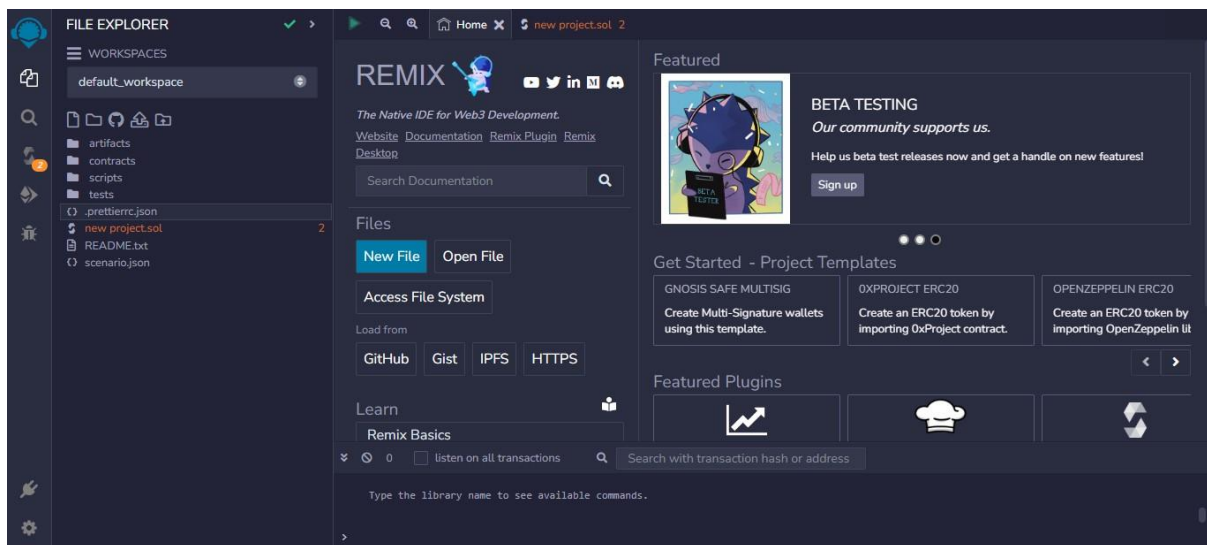 FILE EXPLORER
WORKSPACES
default_workspace
artifacts
contracts
scripts
tests
.prettierrc.json
new project.sol 2
README.txt
scenario.json
2
Home
new project.sol 2
REMIX
The Native IDE for Web3 Development.
Website Documentation Remix Plugin Remix
Desktop
Search Documentation
Files
New File Open File
Access File System
Load from
GitHub Gist IPFS HTTPS
Learn
Remix Basics
Featured
BETA TESTER
BETA TESTING
Our community supports us.
Help us beta test releases now and get a handle on new features!
Sign up
Get Started - Project Templates
GNOSIS SAFE MULTISIG
Create Multi-Signature wallets
using this template.
0XPROJECT ERC20
Create an ERC20 token by
importing 0xProject contract.
OPENZEPPELIN ERC20
Create an ERC20 token by
importing OpenZeppelin lib
Featured Plugins
0 listen on all transactions Search with transaction hash or address
Type the library name to see available commands.
>